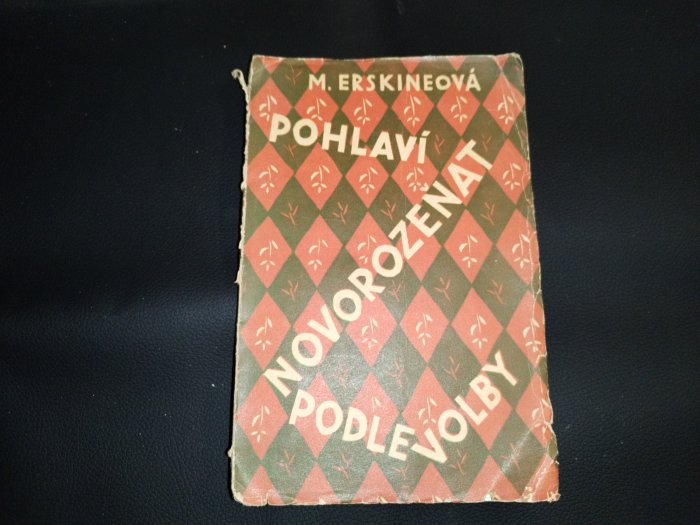 M. ERSKINEOVÁ
POHLAVÍ
NOVOROZEŇAT
PODLE VOLBY